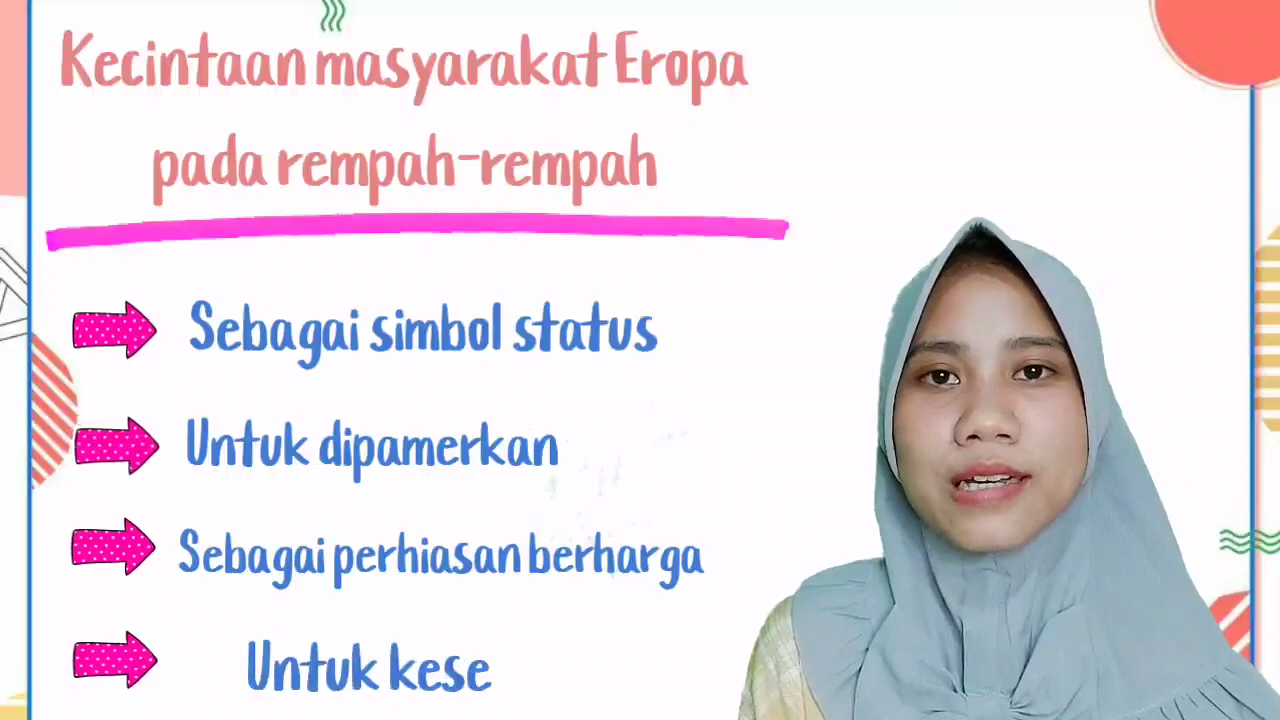 Kecintaan masyarakat Eropa
pada rempah-rempah
Sebagai simbol status
Untuk dipamerkan
Sebagai perhiasan berharga
Untuk kese